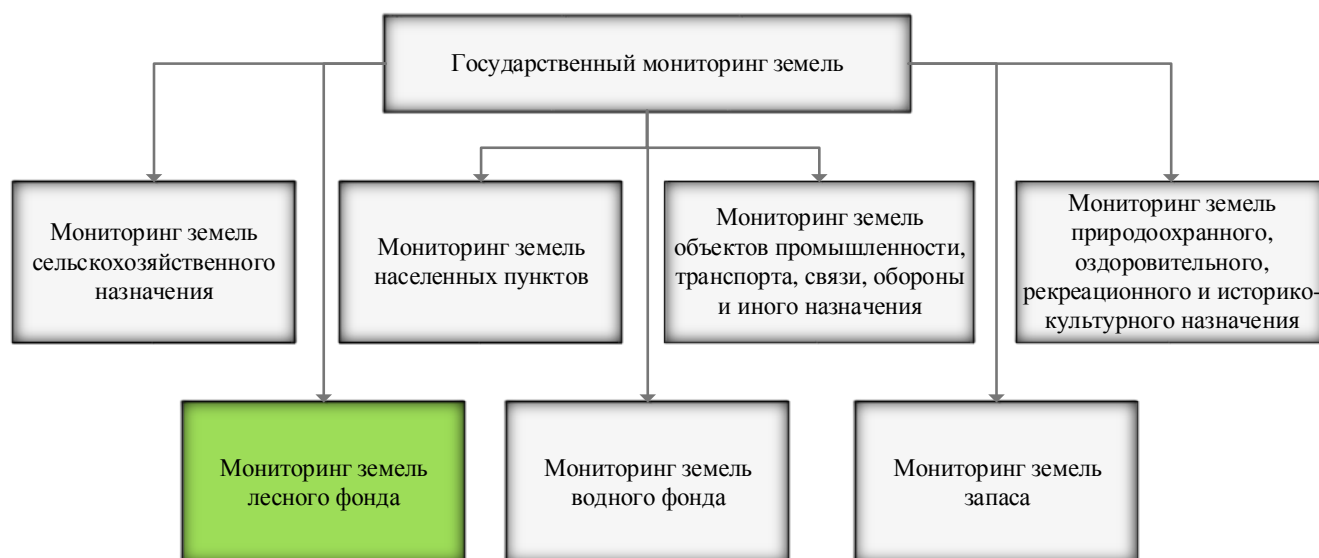 Государственный мониторинг земель
Мониторинг земель
сельскохозяйственного
назначения
Мониторинг земель
населенных пунктов
Мониторинг земель
объектов промышленности,
транспорта, связи, обороны
и иного назначения
Мониторинг земель
природоохранного,
оздоровительного,
рекреационного и историко-
культурного назначения
Мониторинг земель
лесного фонда
Мониторинг земель
водного фонда
Мониторинг земель
запаса